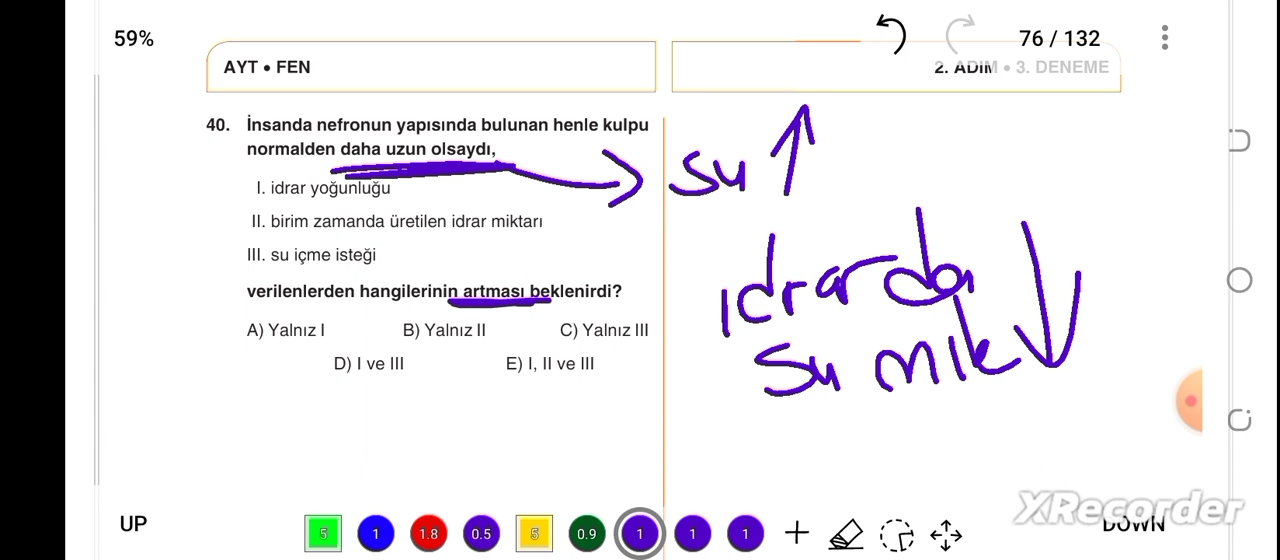 59%
76 / 132
AYT • FEN
2. ADIM • 3. DENEME
40. İnsanda nefronun yapısında bulunan henle kulpu
normalden daha uzun olsaydı,
I. idrar yoğunluğu
II. birim zamanda üretilen idrar miktarı
III. su içme isteği
verilenlerden hangilerinin artması beklenirdi?
A) Yalnız I B) Yalnız II C) Yalnız III
D) I ve III E) I, II ve III
su
idrarda
su mik
XRecorder
UP
5 1 1.8 0.5 5 0.9 1 1 1
DOWN